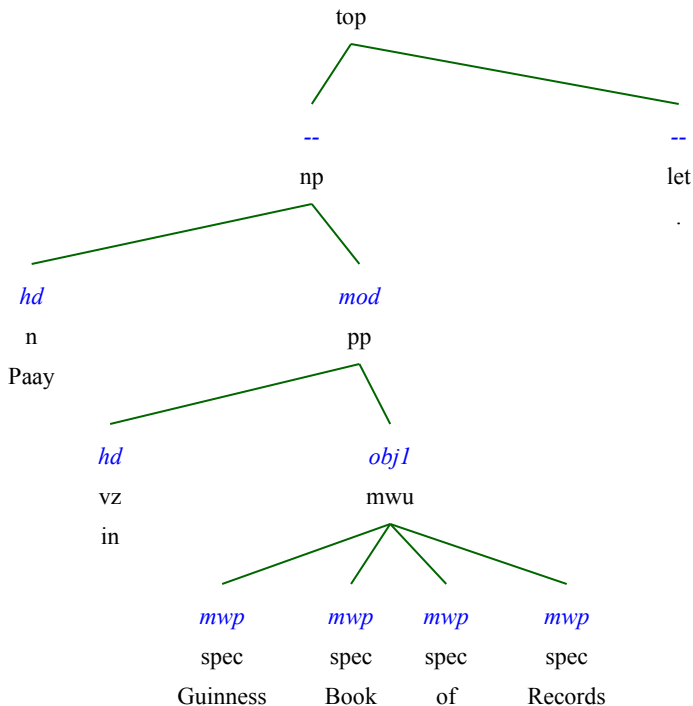 top
-- --
np let
.
hd mod
n pp
Paay
hd obj1
vz mwu
in
mwp mwp mwp mwp
spec spec spec spec
Guinness Book of Records